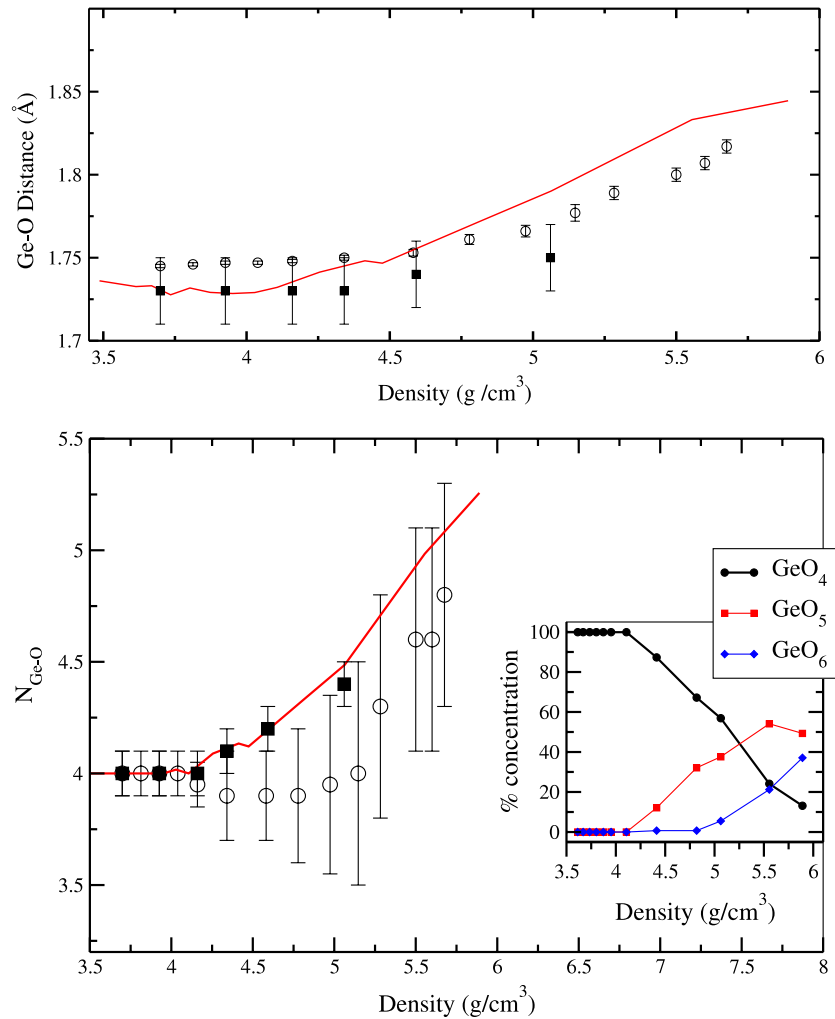 1.85
1.8
1.75
1.7
Ge-O Distance (Å)
3.5 4 4.5 5 5.5 6
Density (g /cm³)
5.5
5
4.5
4
3.5
N_Ge-O
3.5 4 4.5 5 5.5 6 6.5 7 7.5 8
Density (g/cm³)
GeO₄
GeO₅
GeO₆
100
80
60
40
20
0
% concentration
3.5 4 4.5 5 5.5 6
Density (g/cm³)